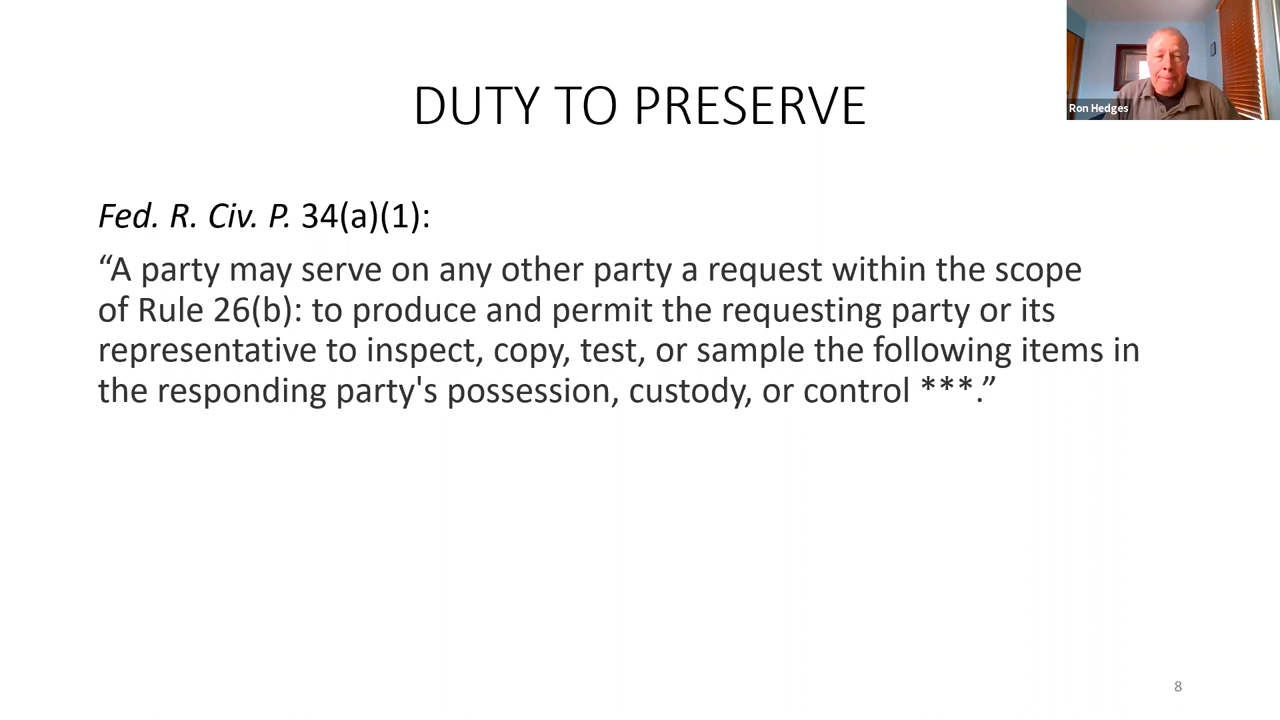 Ron Hedges
DUTY TO PRESERVE
Fed. R. Civ. P. 34(a)(1):
“A party may serve on any other party a request within the scope
of Rule 26(b): to produce and permit the requesting party or its
representative to inspect, copy, test, or sample the following items in
the responding party's possession, custody, or control ***.”
8